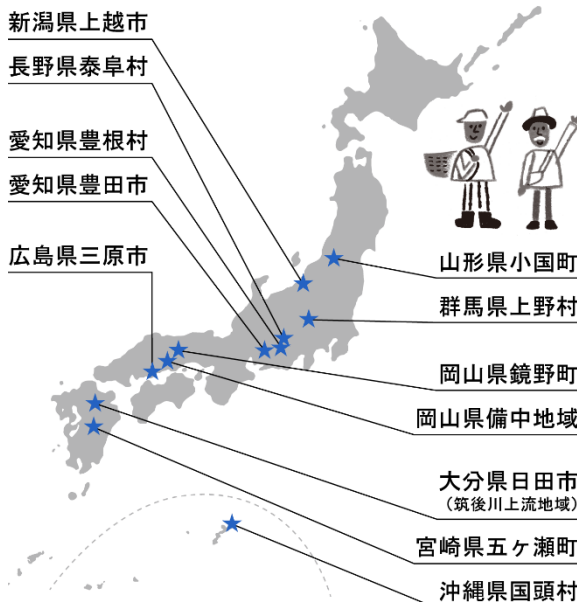 新潟県上越市
長野県泰阜村
愛知県豊根村
愛知県豊田市
広島県三原市
山形県小国町
群馬県上野村
岡山県鏡野町
岡山県備中地域
大分県日田市
（筑後川上流地域）
宮崎県五ヶ瀬町
沖縄県国頭村